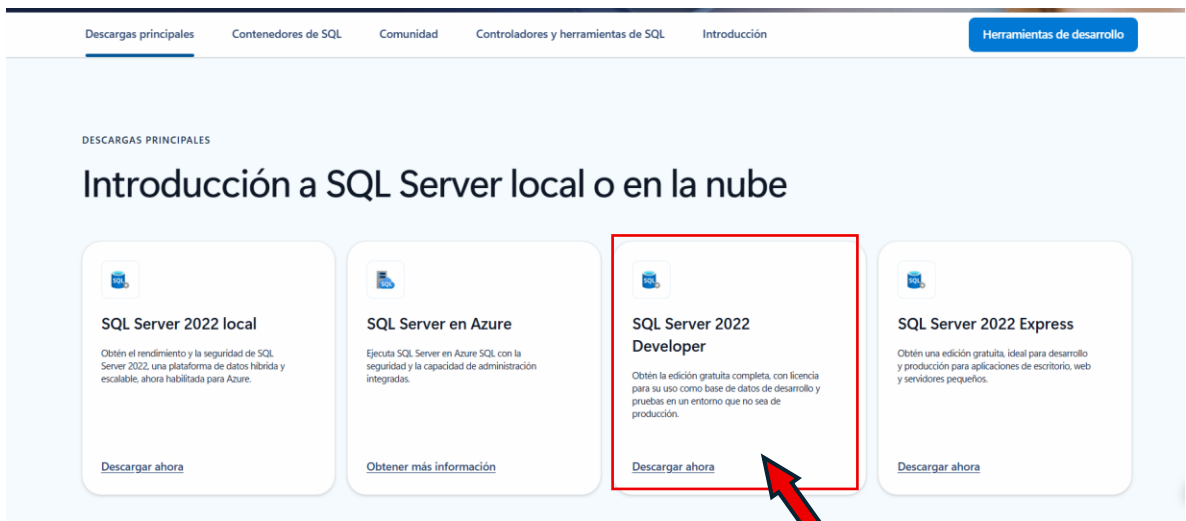 Descargas principales
Contenedores de SQL
Comunidad
Controladores y herramientas de SQL
Introducción
Herramientas de desarrollo
DESCARGAS PRINCIPALES
Introducción a SQL Server local o en la nube
SQL Server 2022 local
Obtén el rendimiento y la seguridad de SQL
Server 2022, una plataforma de datos híbrida y
escalable, ahora habilitada para Azure.
Descargar ahora
SQL Server en Azure
Ejecuta SQL Server en Azure SQL con la
seguridad y la capacidad de administración
integradas.
Obtener más información
SQL Server 2022
Developer
Obtén la edición gratuita completa, con licencia
para su uso como base de datos de desarrollo y
pruebas en un entorno que no sea de
producción.
Descargar ahora
SQL Server 2022 Express
Obtén una edición gratuita, ideal para desarrollo
y producción para aplicaciones de escritorio, web
y servidores pequeños.
Descargar ahora